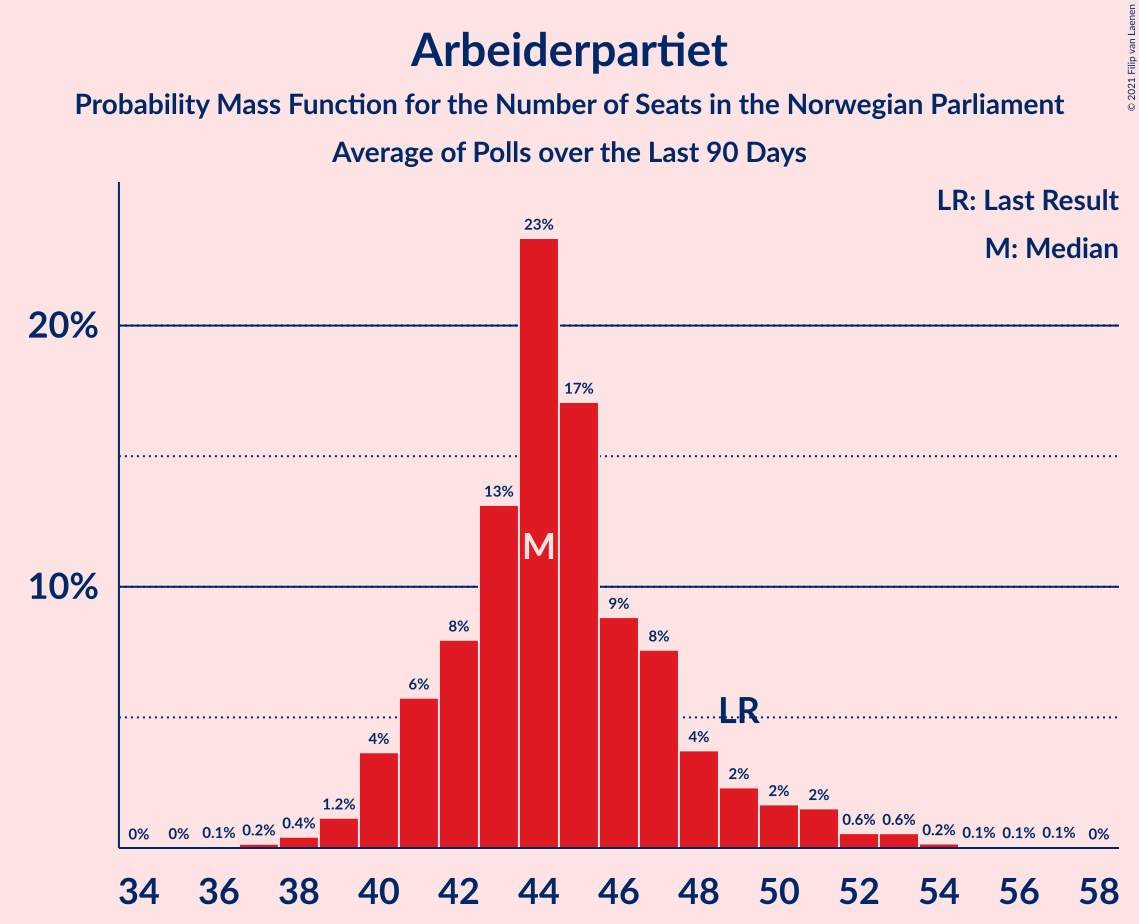 Arbeiderpartiet
Probability Mass Function for the Number of Seats in the Norwegian Parliament
Average of Polls over the Last 90 Days
© 2021 Filip van Laenen
LR: Last Result
M: Median
20%
10%
0% 0% 0.1% 0.2% 0.4% 1.2% 4% 6% 8% 13% 23% 17% 9% 8% 4% 2% 2% 2% 0.6% 0.6% 0.2% 0.1% 0.1% 0.1% 0%
M
LR
34 36 38 40 42 44 46 48 50 52 54 56 58